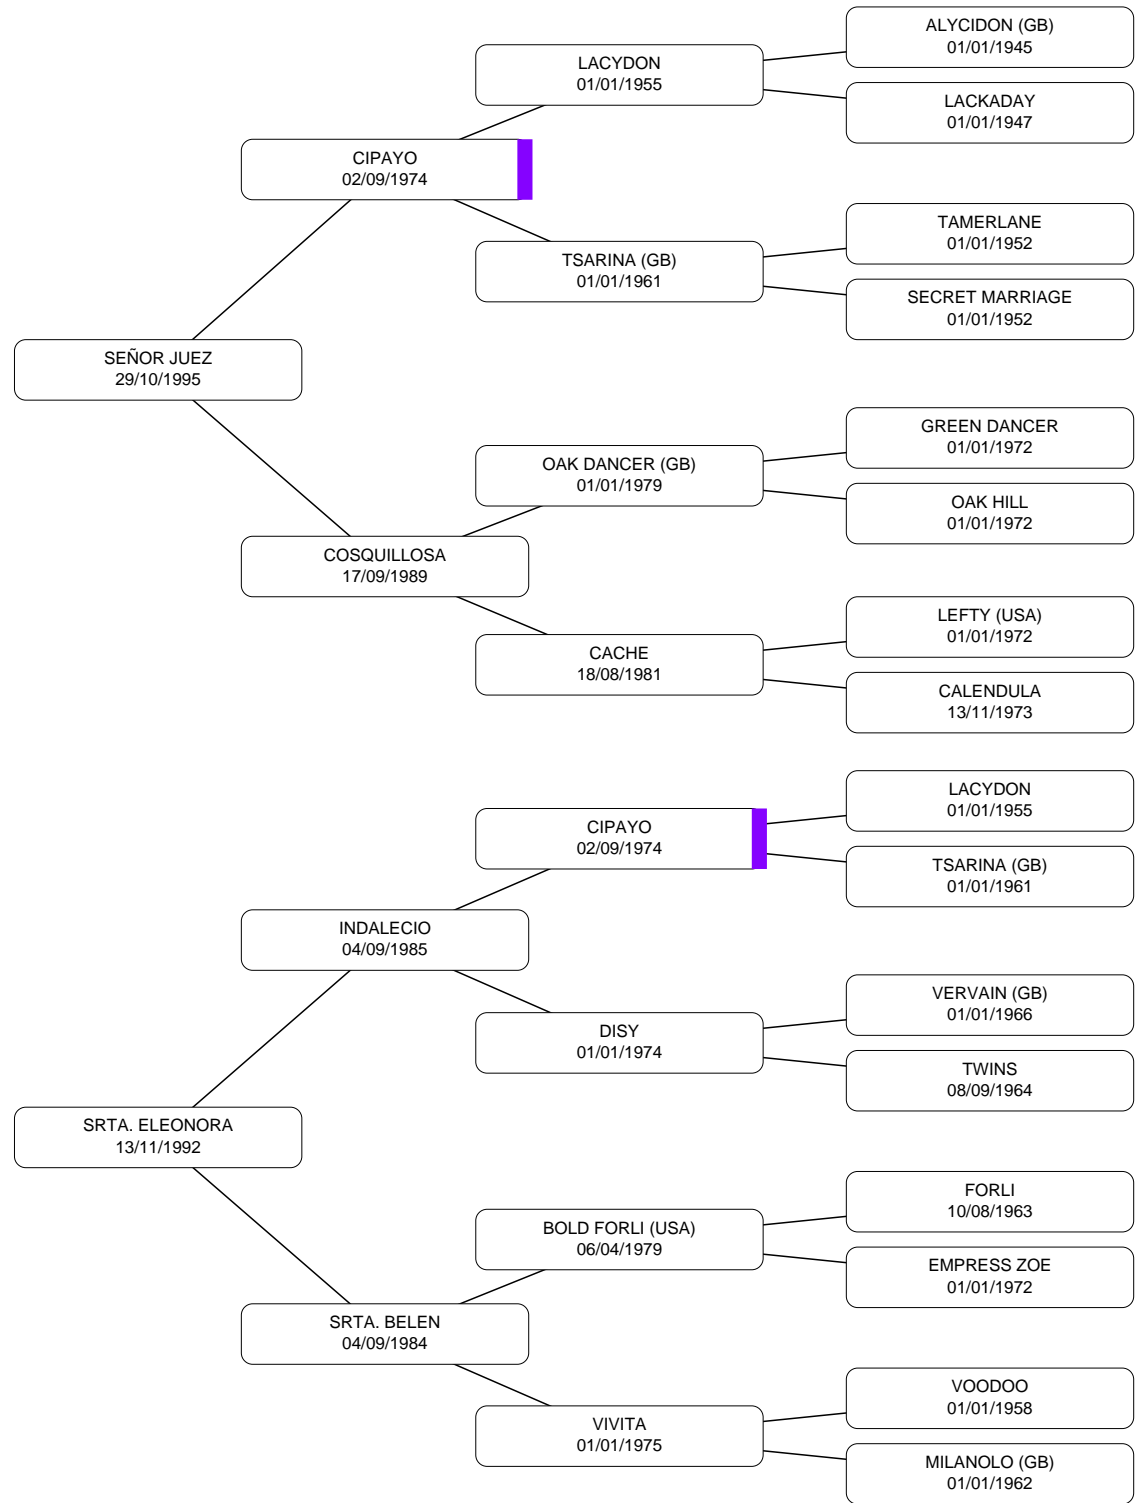 ALYCIDON (GB)
01/01/1945
LACYDON
01/01/1955
LACKADAY
01/01/1947
CIPAYO
02/09/1974
TAMERLANE
01/01/1952
TSARINA (GB)
01/01/1961
SECRET MARRIAGE
01/01/1952
SEÑOR JUEZ
29/10/1995
GREEN DANCER
01/01/1972
OAK DANCER (GB)
01/01/1979
OAK HILL
01/01/1972
COSQUILLOSA
17/09/1989
LEFTY (USA)
01/01/1972
CACHE
18/08/1981
CALENDULA
13/11/1973
LACYDON
01/01/1955
CIPAYO
02/09/1974
TSARINA (GB)
01/01/1961
INDALECIO
04/09/1985
VERVAIN (GB)
01/01/1966
DISY
01/01/1974
TWINS
08/09/1964
SRTA. ELEONORA
13/11/1992
FORLI
10/08/1963
BOLD FORLI (USA)
06/04/1979
EMPRESS ZOE
01/01/1972
SRTA. BELEN
04/09/1984
VOODOO
01/01/1958
VIVITA
01/01/1975
MILANOLO (GB)
01/01/1962